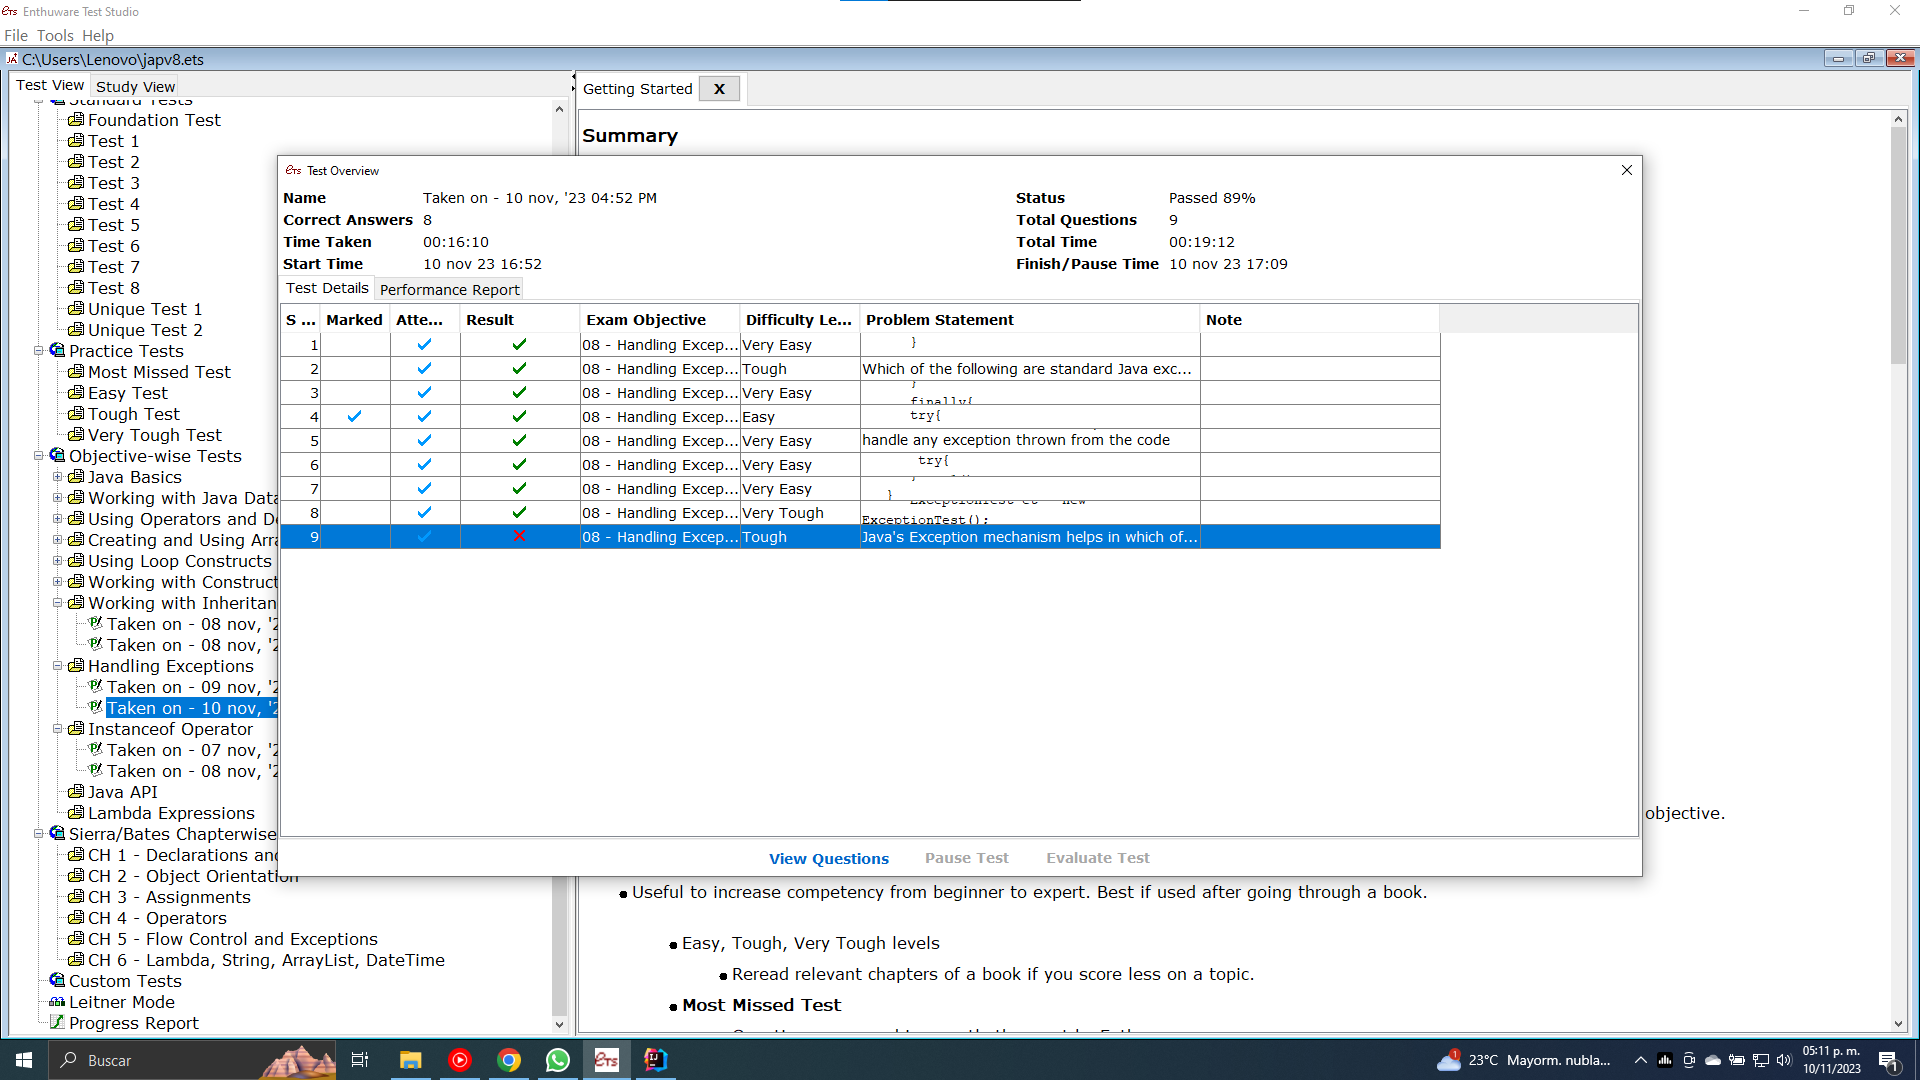 Enthuware Test Studio
File Tools Help
C:\Users\Lenovo\japv8.ets
Test View Study View
Standard Tests
Foundation Test
Test 1
Test 2
Test 3
Test 4
Test 5
Test 6
Test 7
Test 8
Unique Test 1
Unique Test 2
Practice Tests
Most Missed Test
Easy Test
Tough Test
Very Tough Test
Objective-wise Tests
Java Basics
Working with Java Data
Using Operators and De
Creating and Using Arra
Using Loop Constructs
Working with Construct
Working with Inheritan
Taken on - 08 nov, '2
Taken on - 08 nov, '2
Handling Exceptions
Taken on - 09 nov, '2
Taken on - 10 nov, '2
Instanceof Operator
Taken on - 07 nov, '2
Taken on - 08 nov, '2
Java API
Lambda Expressions
Sierra/Bates Chapterwise
CH 1 - Declarations and
CH 2 - Object Orientation
CH 3 - Assignments
CH 4 - Operators
CH 5 - Flow Control and Exceptions
CH 6 - Lambda, String, ArrayList, DateTime
Custom Tests
Leitner Mode
Progress Report
Getting Started X
Summary
ETS Test Overview
Name Taken on - 10 nov, '23 04:52 PM Status Passed 89%
Correct Answers 8 Total Questions 9
Time Taken 00:16:10 Total Time 00:19:12
Start Time 10 nov 23 16:52 Finish/Pause Time 10 nov 23 17:09
Test Details Performance Report
S ... Marked Atte... Result Exam Objective Difficulty Le... Problem Statement Note
1 08 - Handling Excep... Very Easy }
2 08 - Handling Excep... Tough Which of the following are standard Java exc...
3 08 - Handling Excep... Very Easy } finally{
4 08 - Handling Excep... Easy try{
5 08 - Handling Excep... Very Easy handle any exception thrown from the code
6 08 - Handling Excep... Very Easy try{
7 08 - Handling Excep... Very Easy }
8 08 - Handling Excep... Very Tough ExceptionTest et = new ExceptionTest();
9 08 - Handling Excep... Tough Java's Exception mechanism helps in which of...
View Questions Pause Test Evaluate Test
objective.
Useful to increase competency from beginner to expert. Best if used after going through a book.
Easy, Tough, Very Tough levels
Reread relevant chapters of a book if you score less on a topic.
Most Missed Test
Buscar
ETS
23°C Mayorm. nubla...
05:11 p. m.
10/11/2023
1
1